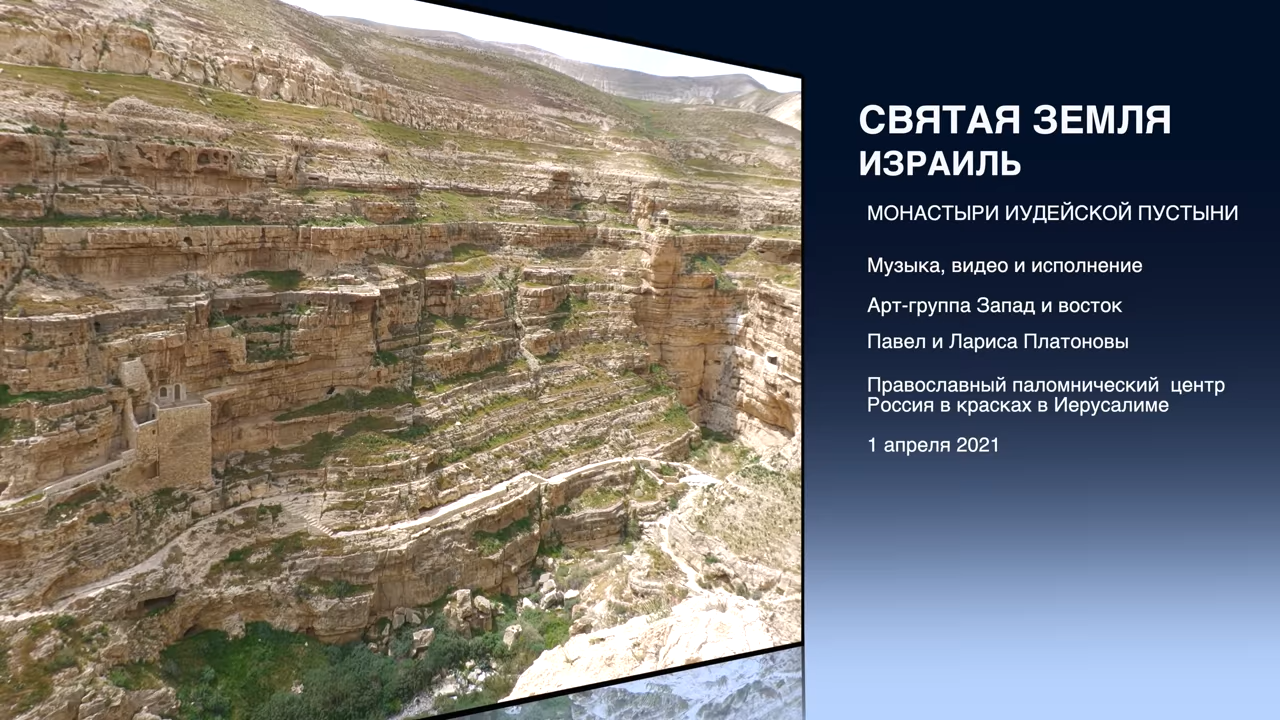 СВЯТАЯ ЗЕМЛЯ
ИЗРАИЛЬ
МОНАСТЫРИ ИУДЕЙСКОЙ ПУСТЫНИ
Музыка, видео и исполнение
Арт-группа Запад и восток
Павел и Лариса Платоновы
Православный паломнический центр
Россия в красках в Иерусалиме
1 апреля 2021